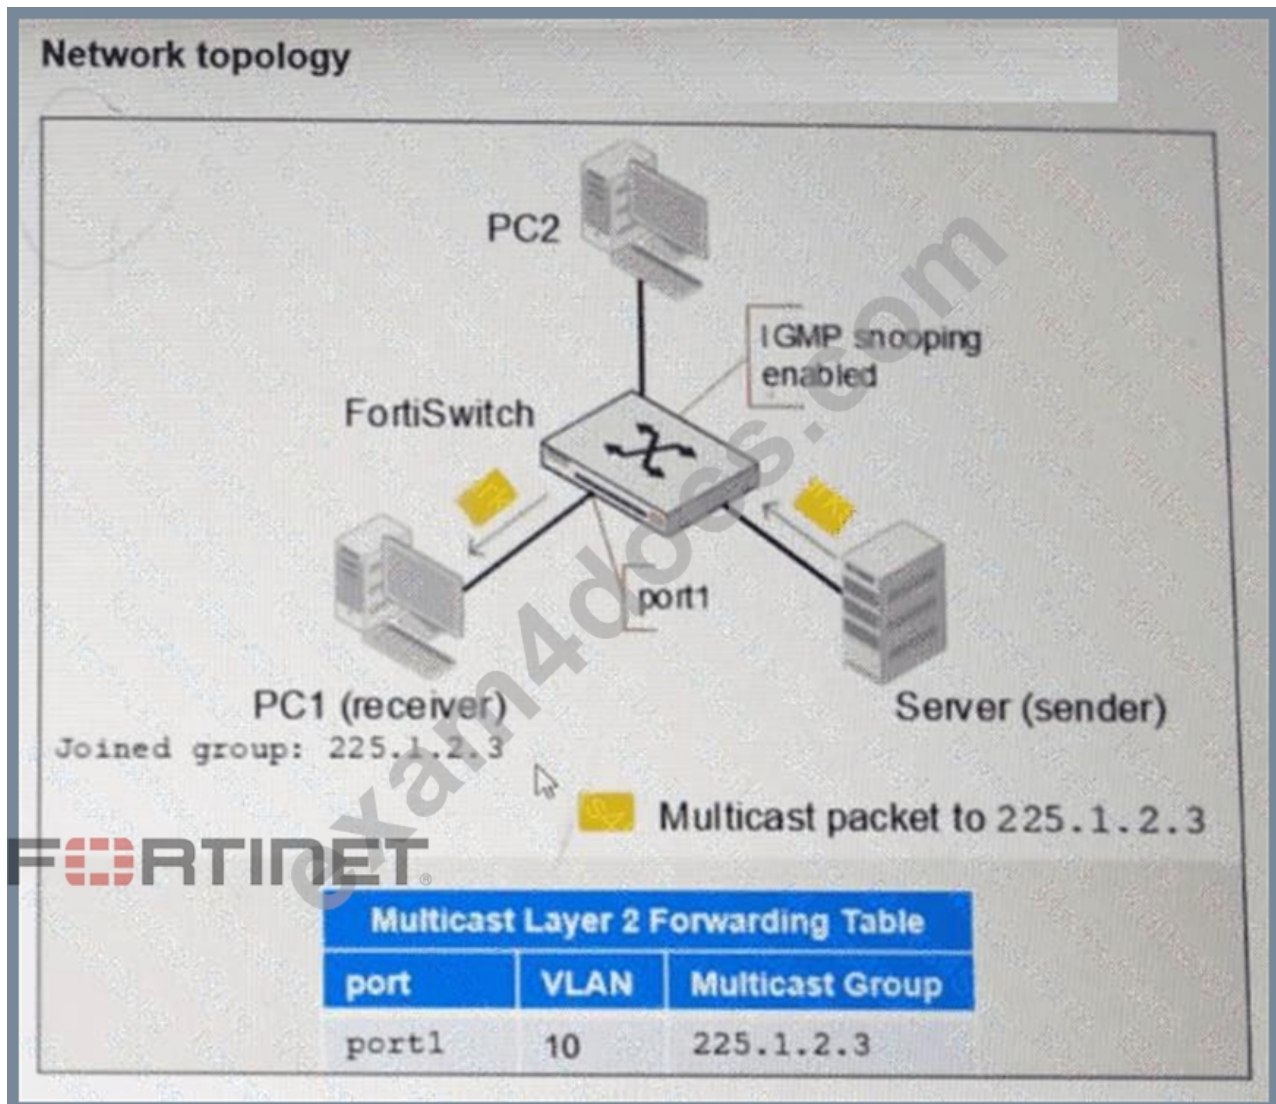 Network topology
PC2
IGMP snooping
enabled
FortiSwitch
port1
PC1 (receiver)
Joined group: 225.1.2.3
Server (sender)
Multicast packet to 225.1.2.3
FORTINET®
exam4docs.com
Multicast Layer 2 Forwarding Table
port VLAN Multicast Group
port1 10 225.1.2.3